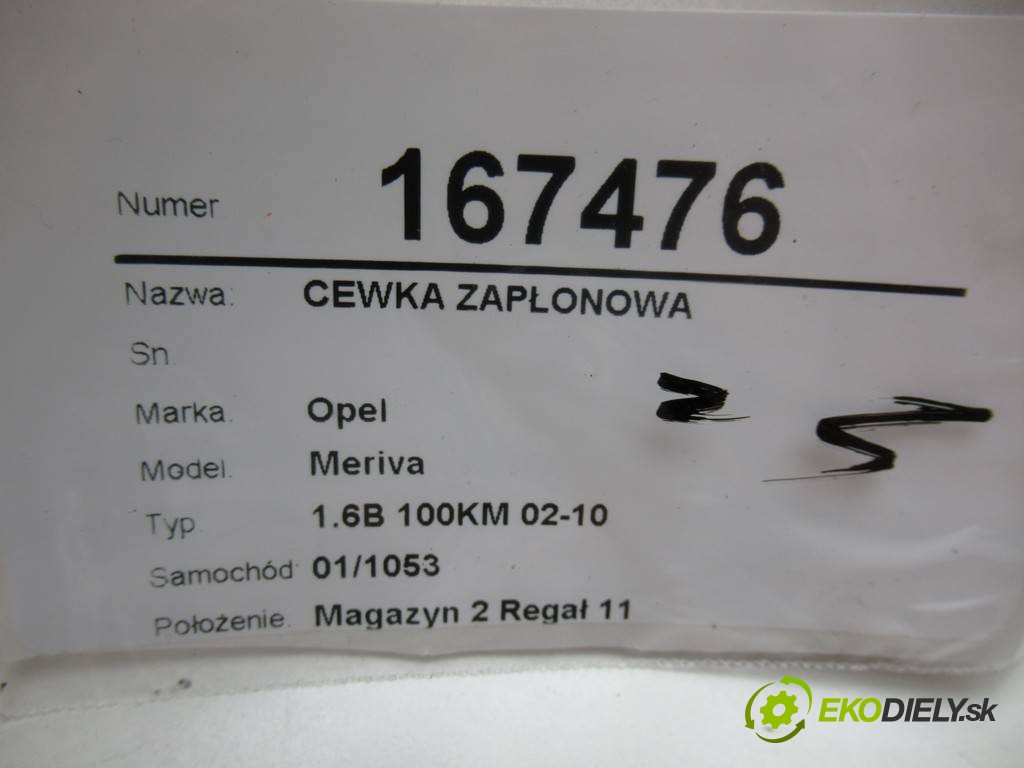 Numer 167476
Nazwa: CEWKA ZAPŁONOWA
Sn.
Marka: Opel
Model: Meriva
Typ: 1.6B 100KM 02-10
Samochód: 01/1053
Położenie: Magazyn 2 Regał 11
EKODIELY.sk